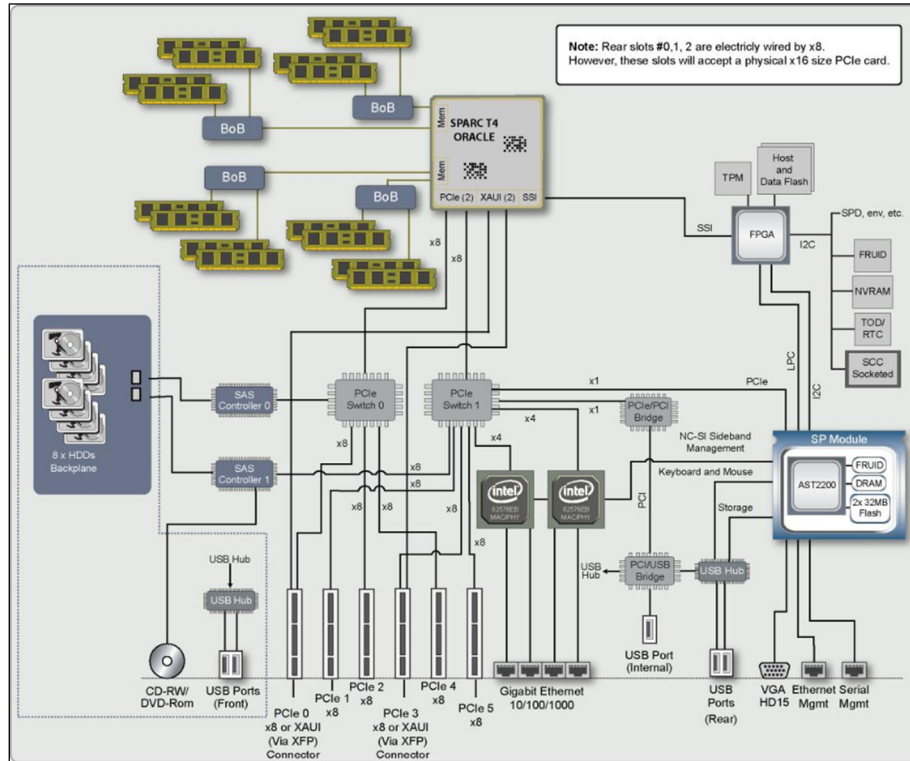 Note: Rear slots #0,1, 2 are electricly wired by x8.
However, these slots will accept a physical x16 size PCIe card.
BoB
BoB
BoB
BoB
Mem
Mem
SPARC T4
ORACLE
PCIe (2)
XAUI (2)
SSI
TPM
Host
and
Data Flash
SSI
FPGA
I2C
SPD, env, etc.
FRUID
NVRAM
TOD/
RTC
SCC
Socketed
x8
x8
LPC
I2C
8 x HDDs
Backplane
SAS
Controller 0
SAS
Controller 1
PCIe
Switch 0
PCIe
Switch 1
x1
PCIe
x1
x4
x4
PCIe/PCI
Bridge
NC-SI Sideband
Management
Keyboard and Mouse
Storage
SP Module
AST2200
FRUID
DRAM
2x 32MB
Flash
x8
x8
x8
x8
x8
x8
x8
intel
82576EB
MAC/PHY
intel
82576EB
MAC/PHY
PCI
USB Hub
USB Hub
USB
Hub
PCI/USB
Bridge
USB Hub
CD-RW/
DVD-Rom
USB Ports
(Front)
PCIe 0
x8 or XAUI
(Via XFP)
Connector
PCIe 1
x8
PCIe 2
x8
PCIe 3
x8 or XAUI
(Via XFP)
Connector
PCIe 4
x8
PCIe 5
x8
Gigabit Ethernet
10/100/1000
USB Port
(Internal)
USB
Ports
(Rear)
VGA
HD15
Ethernet
Mgmt
Serial
Mgmt